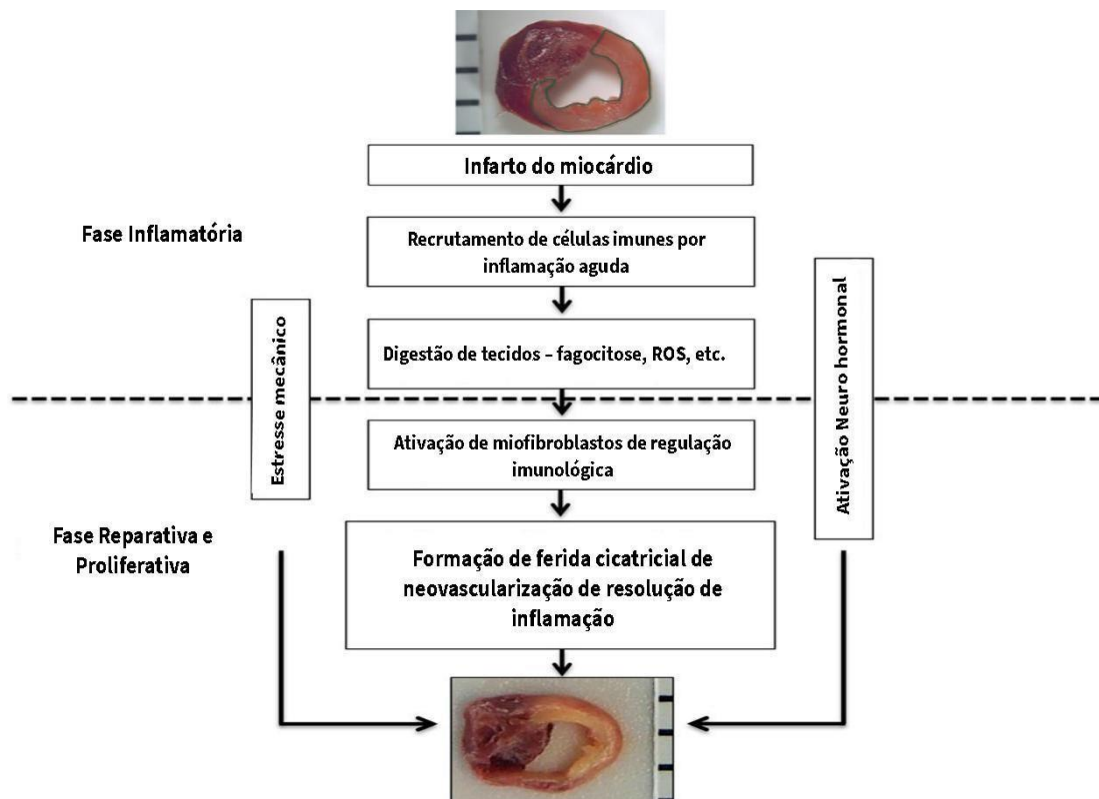 Infarto do miocárdio
Fase Inflamatória
Recrutamento de células imunes por
inflamação aguda
Estresse mecânico
Ativação Neuro hormonal
Digestão de tecidos – fagocitose, ROS, etc.
Ativação de miofibroblastos de regulação
imunológica
Fase Reparativa e
Proliferativa
Formação de ferida cicatricial de
neovascularização de resolução de
inflamação